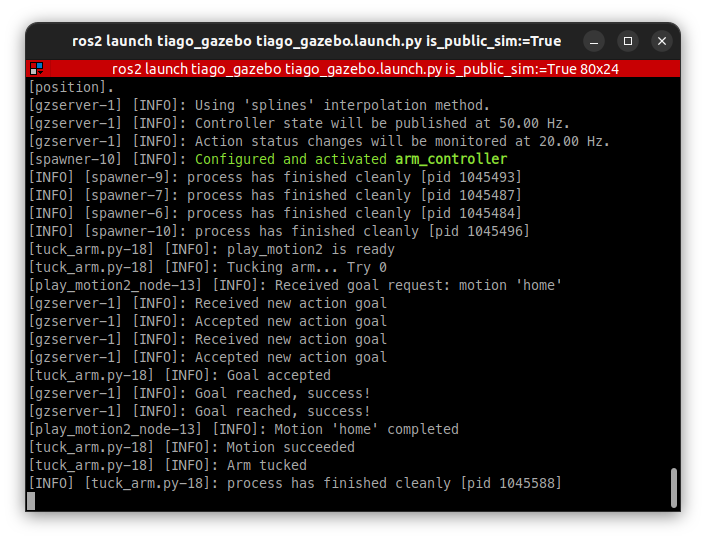 ros2 launch tiago_gazebo tiago_gazebo.launch.py is_public_sim:=True
ros2 launch tiago_gazebo tiago_gazebo.launch.py is_public_sim:=True 80x24
[position].
[gzserver-1] [INFO]: Using 'splines' interpolation method.
[gzserver-1] [INFO]: Controller state will be published at 50.00 Hz.
[gzserver-1] [INFO]: Action status changes will be monitored at 20.00 Hz.
[spawner-10] [INFO]: Configured and activated arm_controller
[INFO] [spawner-9]: process has finished cleanly [pid 1045493]
[INFO] [spawner-7]: process has finished cleanly [pid 1045487]
[INFO] [spawner-6]: process has finished cleanly [pid 1045484]
[INFO] [spawner-10]: process has finished cleanly [pid 1045496]
[tuck_arm.py-18] [INFO]: play_motion2 is ready
[tuck_arm.py-18] [INFO]: Tucking arm... Try 0
[play_motion2_node-13] [INFO]: Received goal request: motion 'home'
[gzserver-1] [INFO]: Received new action goal
[gzserver-1] [INFO]: Accepted new action goal
[gzserver-1] [INFO]: Received new action goal
[gzserver-1] [INFO]: Accepted new action goal
[tuck_arm.py-18] [INFO]: Goal accepted
[gzserver-1] [INFO]: Goal reached, success!
[gzserver-1] [INFO]: Goal reached, success!
[play_motion2_node-13] [INFO]: Motion 'home' completed
[tuck_arm.py-18] [INFO]: Motion succeeded
[tuck_arm.py-18] [INFO]: Arm tucked
[INFO] [tuck_arm.py-18]: process has finished cleanly [pid 1045588]